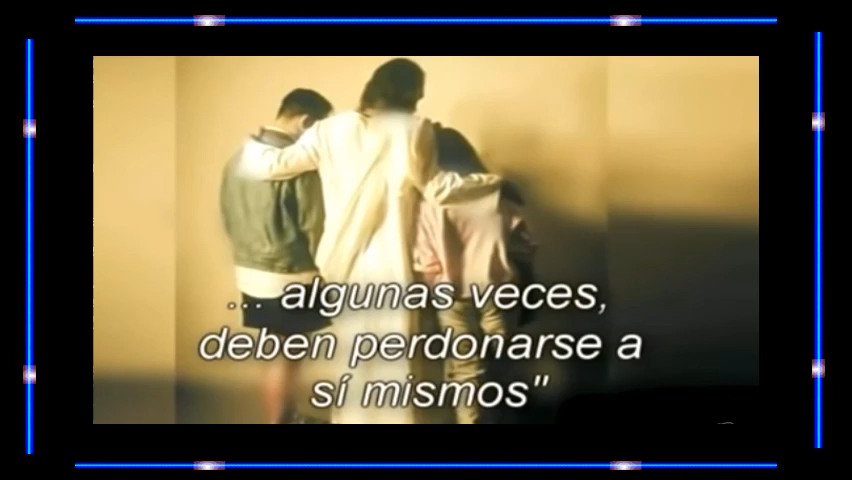 ... algunas veces,
deben perdonarse a
sí mismos"